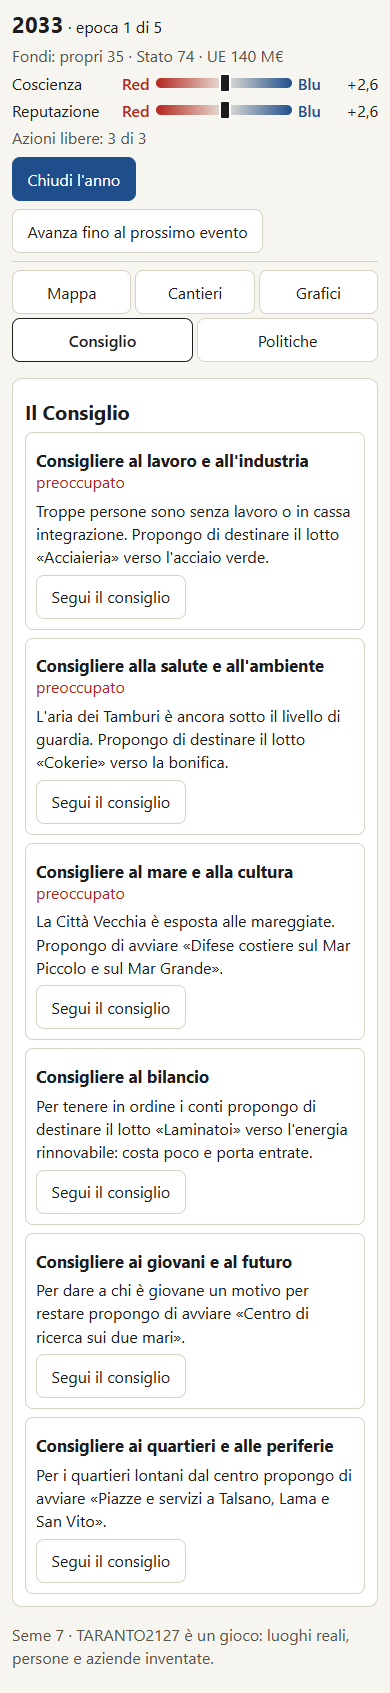 2033 · epoca 1 di 5
Fondi: propri 35 · Stato 74 · UE 140 M€
Coscienza Red Blu +2,6
Reputazione Red Blu +2,6
Azioni libere: 3 di 3
Chiudi l'anno
Avanza fino al prossimo evento
Mappa Cantieri Grafici
Consiglio Politiche
Il Consiglio
Consigliere al lavoro e all'industria
preoccupato
Troppe persone sono senza lavoro o in cassa
integrazione. Propongo di destinare il lotto
«Acciaieria» verso l'acciaio verde.
Segui il consiglio
Consigliere alla salute e all'ambiente
preoccupato
L'aria dei Tamburi è ancora sotto il livello di
guardia. Propongo di destinare il lotto
«Cokerie» verso la bonifica.
Segui il consiglio
Consigliere al mare e alla cultura
preoccupato
La Città Vecchia è esposta alle mareggiate.
Propongo di avviare «Difese costiere sul Mar
Piccolo e sul Mar Grande».
Segui il consiglio
Consigliere al bilancio
Per tenere in ordine i conti propongo di
destinare il lotto «Laminatoi» verso l'energia
rinnovabile: costa poco e porta entrate.
Segui il consiglio
Consigliere ai giovani e al futuro
Per dare a chi è giovane un motivo per
restare propongo di avviare «Centro di
ricerca sui due mari».
Segui il consiglio
Consigliere ai quartieri e alle periferie
Per i quartieri lontani dal centro propongo di
avviare «Piazze e servizi a Talsano, Lama e
San Vito».
Segui il consiglio
Seme 7 · TARANTO2127 è un gioco: luoghi reali,
persone e aziende inventate.